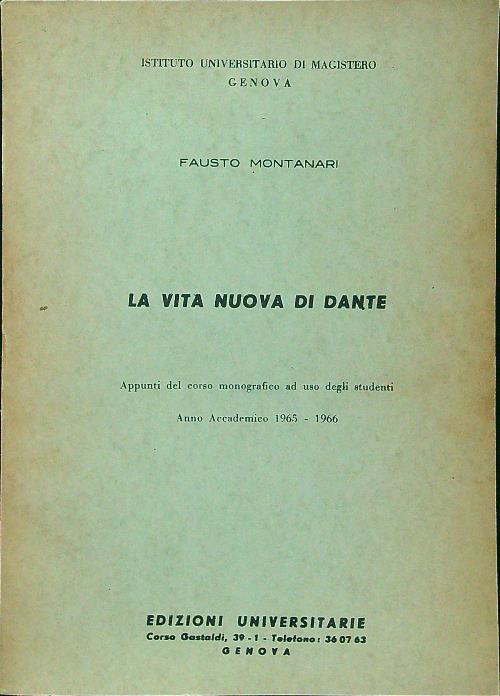 ISTITUTO UNIVERSITARIO DI MAGISTERO
GENOVA
FAUSTO MONTANARI
LA VITA NUOVA DI DANTE
Appunti del corso monografico ad uso degli studenti
Anno Accademico 1965 - 1966
EDIZIONI UNIVERSITARIE
Corso Gastaldi, 39 - 1 - Telefono: 36 07 63
GENOVA